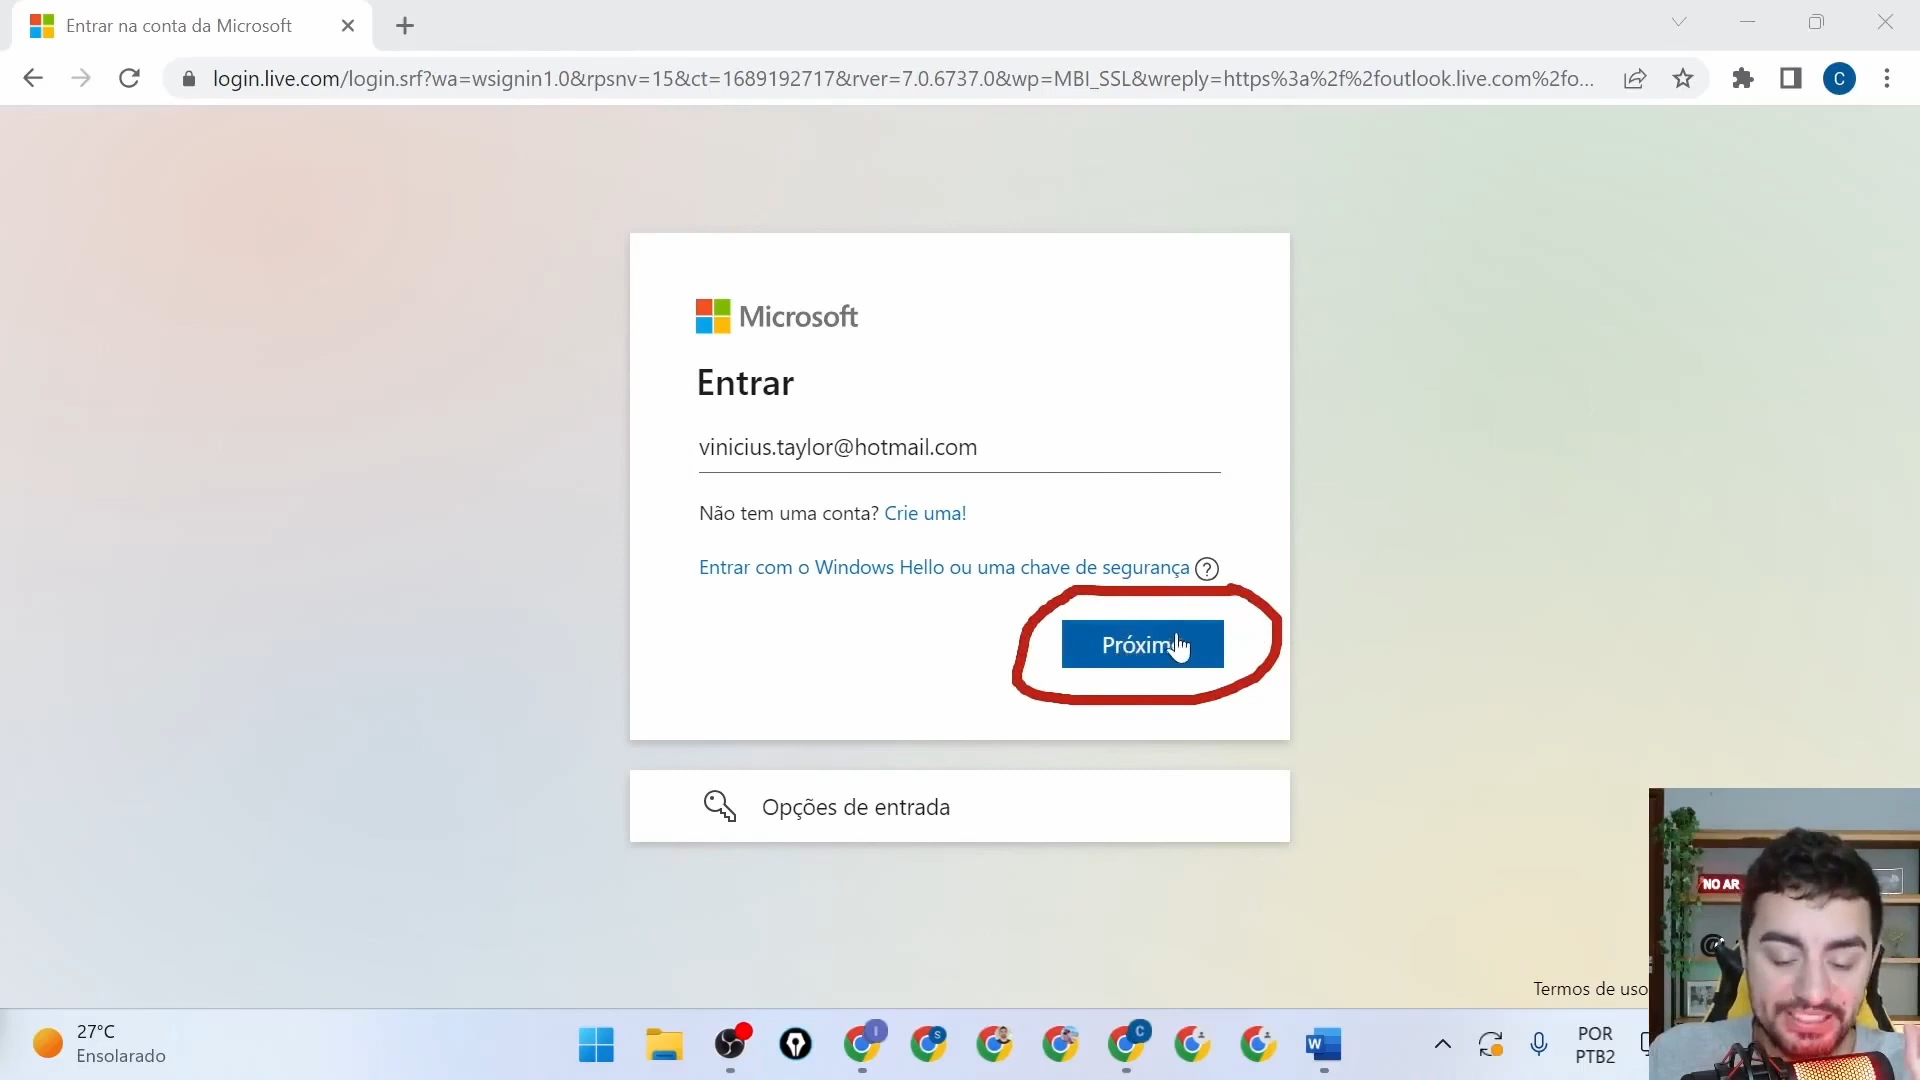 Entrar na conta da Microsoft
login.live.com/login.srf?wa=wsignin1.0&rpsnv=15&ct=1689192717&rver=7.0.6737.0&wp=MBI_SSL&wreply=https%3a%2f%2foutlook.live.com%2fo...
C
Microsoft
Entrar
vinicius.taylor@hotmail.com
Não tem uma conta? Crie uma!
Entrar com o Windows Hello ou uma chave de segurança ?
Próxim
Opções de entrada
NO AR
Termos de uso
27°C
Ensolarado
I
S
C
W
POR
PTB2